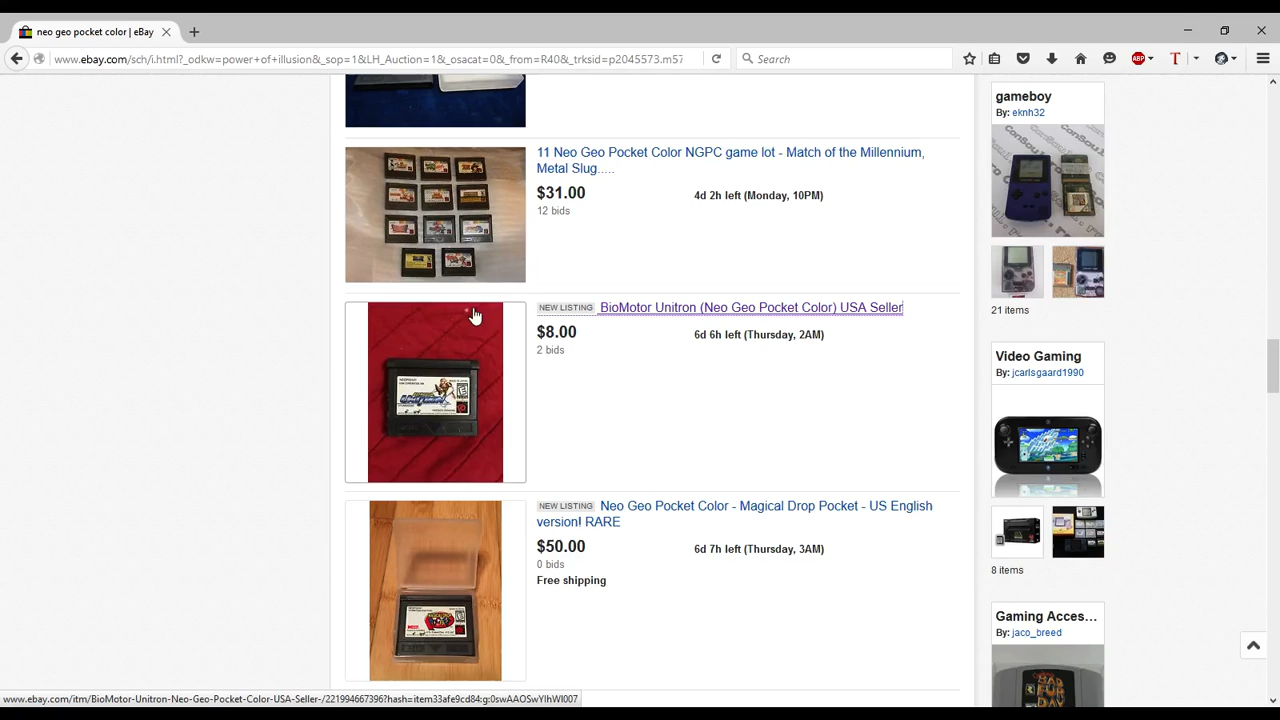 neo geo pocket color | eBay
www.ebay.com/sch/i.html?_odkw=power+of+illusion&_sop=1&LH_Auction=1&_osacat=0&_from=R40&_trksid=p2045573.m57
Search
ABP
11 Neo Geo Pocket Color NGPC game lot - Match of the Millennium,
Metal Slug.....
$31.00
4d 2h left (Monday, 10PM)
12 bids
NEW LISTING BioMotor Unitron (Neo Geo Pocket Color) USA Seller
$8.00
6d 6h left (Thursday, 2AM)
2 bids
NEW LISTING Neo Geo Pocket Color - Magical Drop Pocket - US English
version! RARE
$50.00
6d 7h left (Thursday, 3AM)
0 bids
Free shipping
gameboy
By: eknh32
21 items
Video Gaming
By: jcarlsgaard1990
8 items
Gaming Acces...
By: jaco_breed
www.ebay.com/itm/BioMotor-Unitron-Neo-Geo-Pocket-Color-USA-Seller-/221994667396?hash=item33afe9cd84:g:0swAAOSwYIhWI007